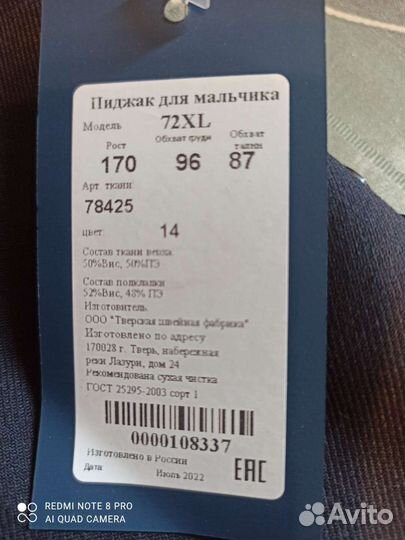 Пиджак для мальчика
Модель 72XL
Рост Обхват груди Обхват талии
170 96 87
Арт. ткани:
78425
цвет: 14
Состав ткани верха
50%Вис, 50%ПЭ
Состав подкладки
52%Вис, 48% ПЭ
Изготовитель
ООО "Тверская швейная фабрика"
Изготовлено по адресу
170028 г. Тверь, набережная
реки Лазури, дом 24
Рекомендована сухая чистка
ГОСТ 25295-2003 сорт 1
0000108337
Изготовлено в России
Дата: Июль 2022
EAC
REDMI NOTE 8 PRO
AI QUAD CAMERA
Avito